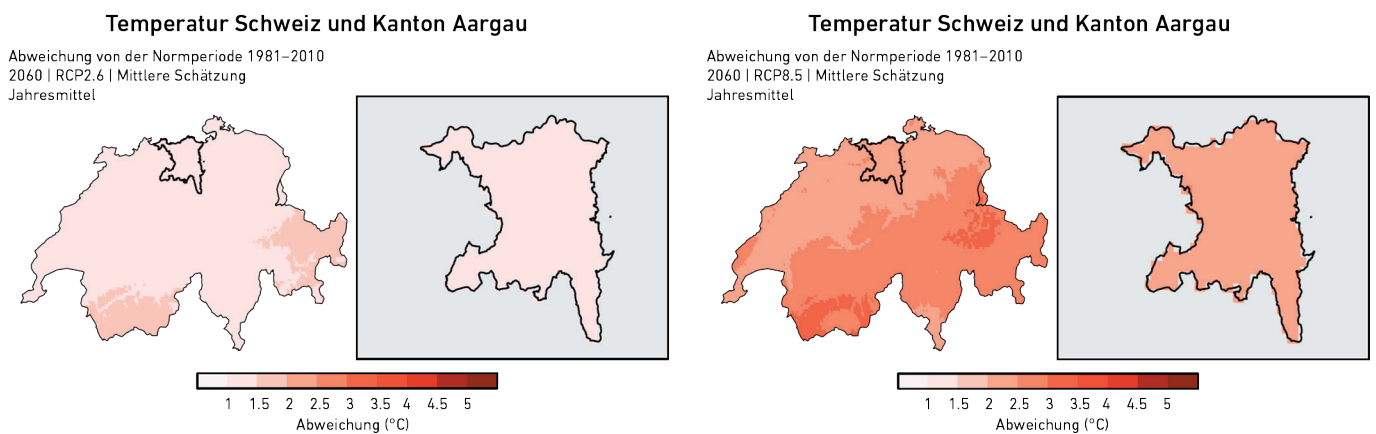 Temperatur Schweiz und Kanton Aargau
Abweichung von der Normperiode 1981–2010
2060 | RCP2.6 | Mittlere Schätzung
Jahresmittel
1 1.5 2 2.5 3 3.5 4 4.5 5
Abweichung (°C)
Temperatur Schweiz und Kanton Aargau
Abweichung von der Normperiode 1981–2010
2060 | RCP8.5 | Mittlere Schätzung
Jahresmittel
1 1.5 2 2.5 3 3.5 4 4.5 5
Abweichung (°C)